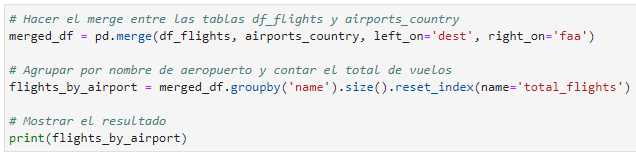 # Hacer el merge entre las tablas df_flights y airports_country
merged_df = pd.merge(df_flights, airports_country, left_on='dest', right_on='faa')
# Agrupar por nombre de aeropuerto y contar el total de vuelos
flights_by_airport = merged_df.groupby('name').size().reset_index(name='total_flights')
# Mostrar el resultado
print(flights_by_airport)